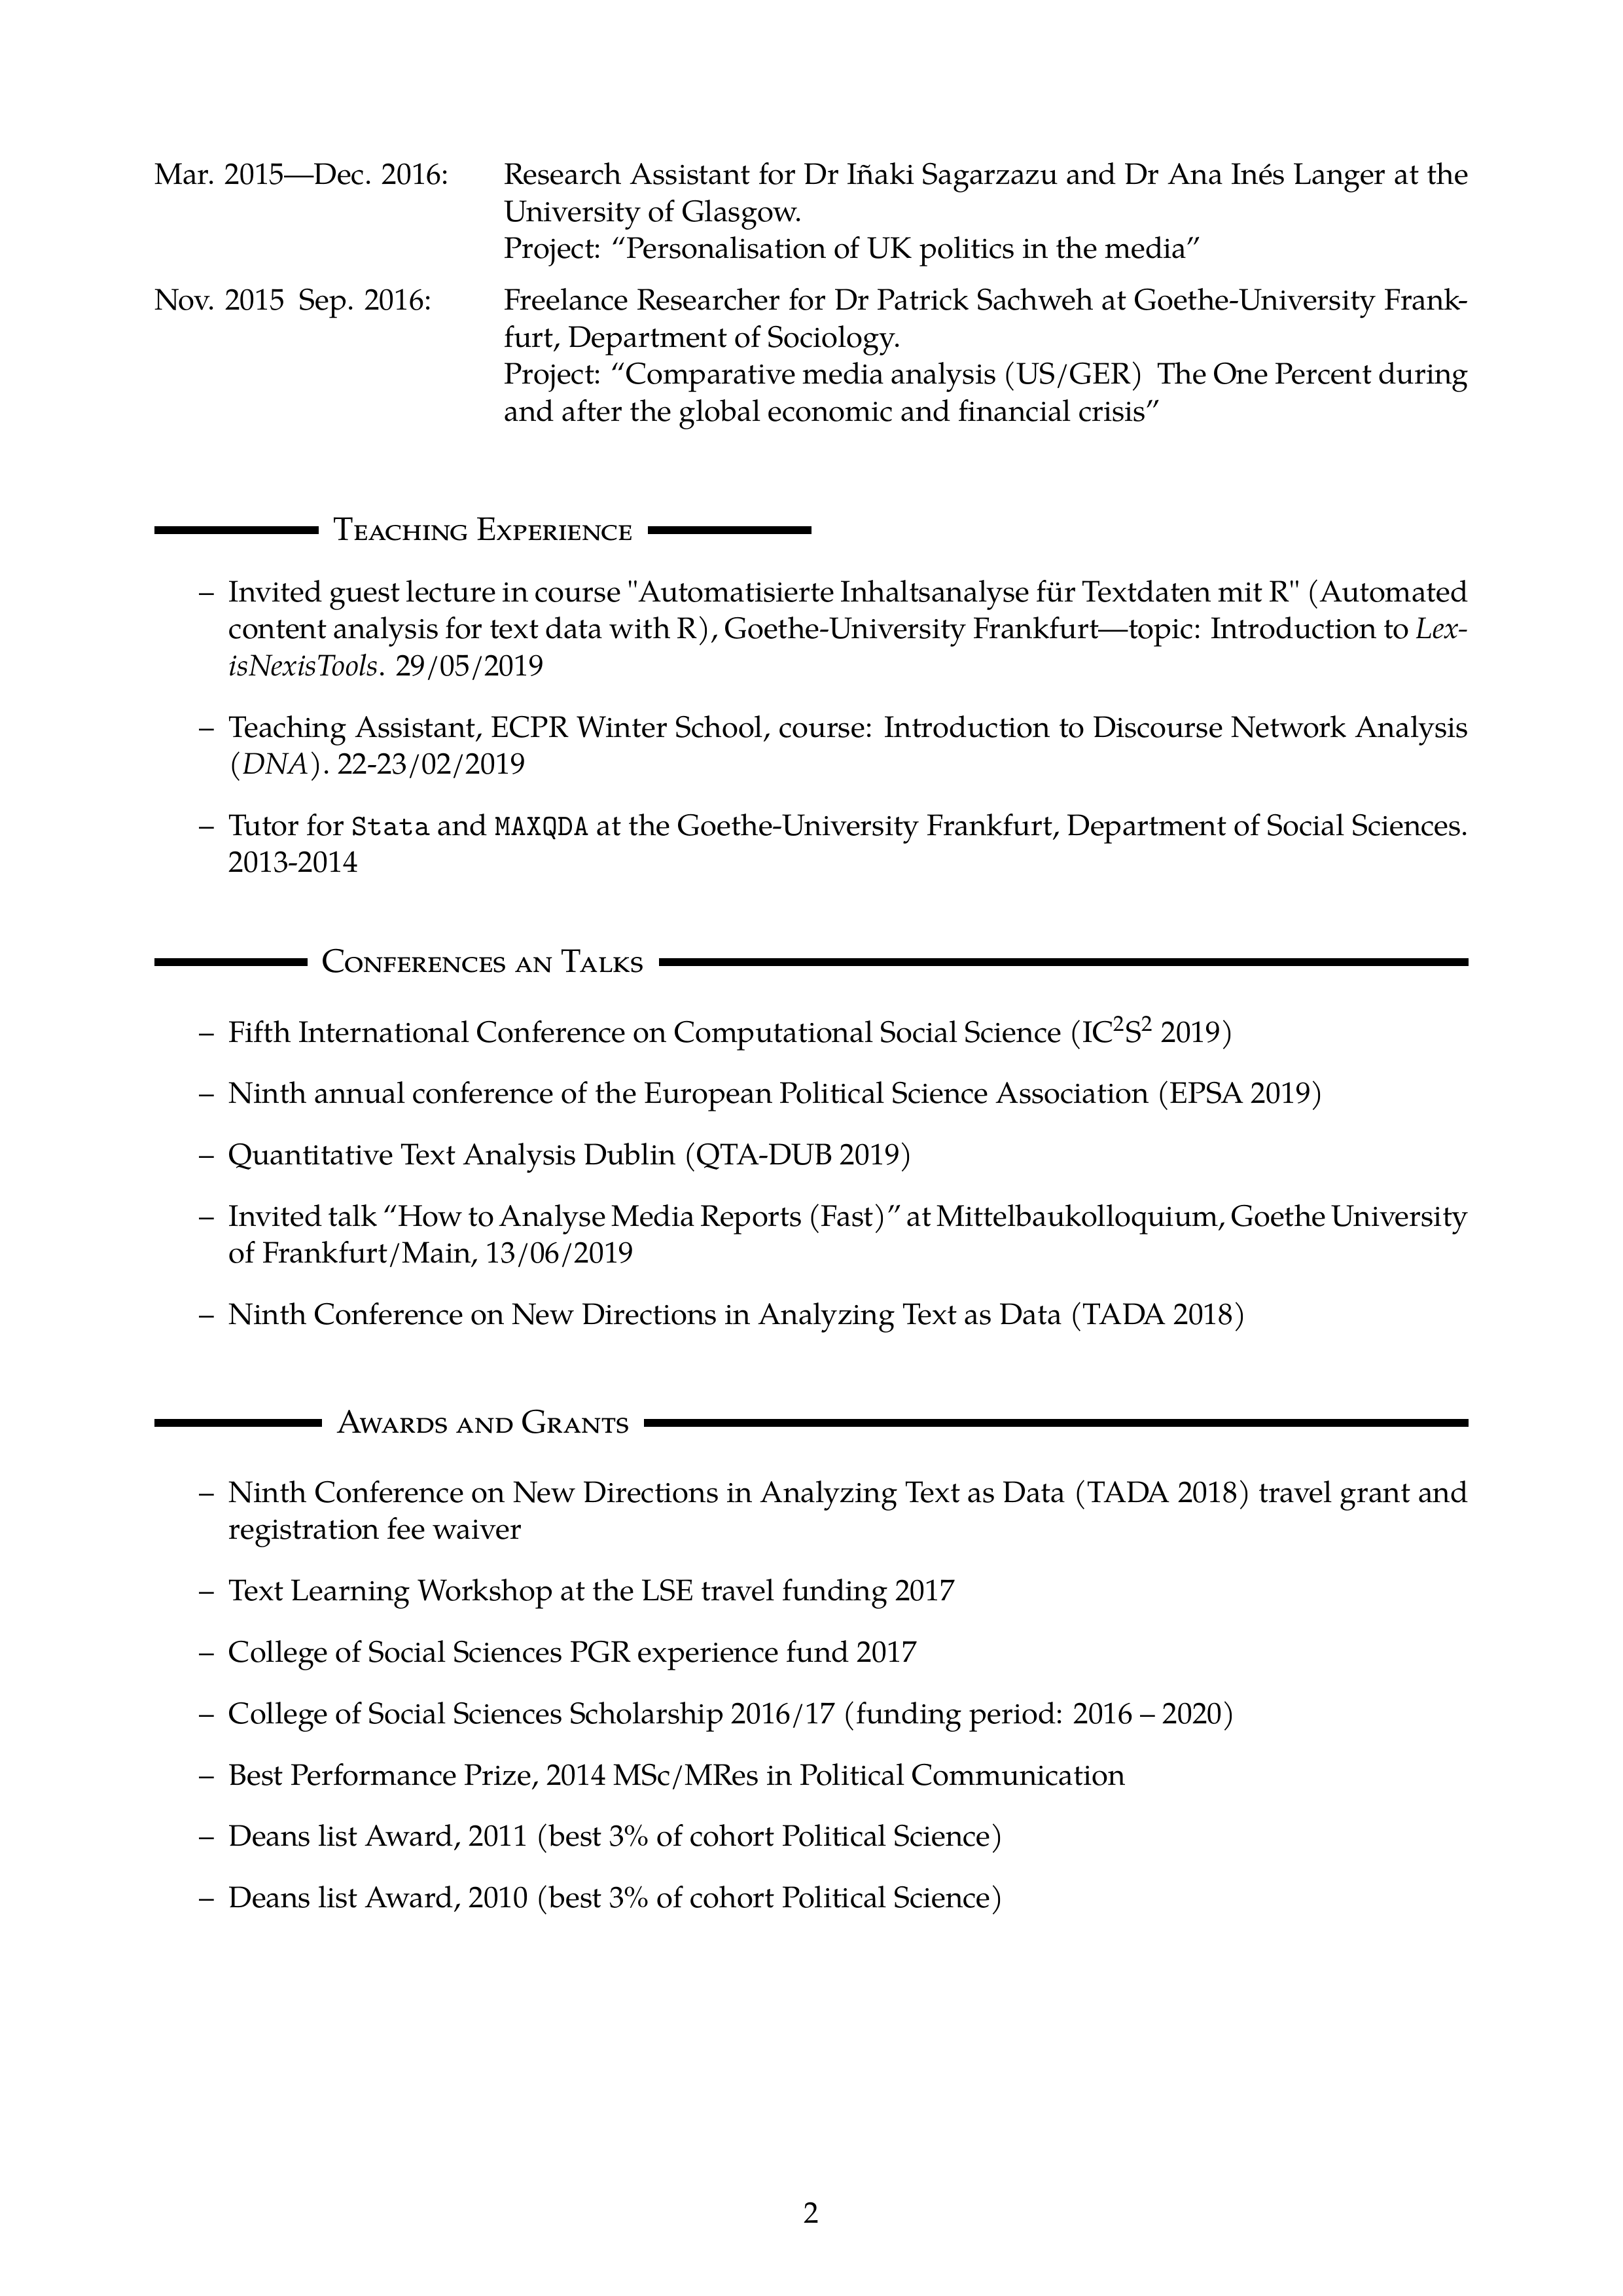 Mar. 2015—Dec. 2016: Research Assistant for Dr Iñaki Sagarzazu and Dr Ana Inés Langer at the
University of Glasgow.
Project: “Personalisation of UK politics in the media”
Nov. 2015 Sep. 2016: Freelance Researcher for Dr Patrick Sachweh at Goethe-University Frank-
furt, Department of Sociology.
Project: “Comparative media analysis (US/GER) The One Percent during
and after the global economic and financial crisis”
Teaching Experience
– Invited guest lecture in course "Automatisierte Inhaltsanalyse für Textdaten mit R" (Automated
content analysis for text data with R), Goethe-University Frankfurt—topic: Introduction to Lex-
isNexisTools. 29/05/2019
– Teaching Assistant, ECPR Winter School, course: Introduction to Discourse Network Analysis
(DNA). 22-23/02/2019
– Tutor for Stata and MAXQDA at the Goethe-University Frankfurt, Department of Social Sciences.
2013-2014
Conferences an Talks
– Fifth International Conference on Computational Social Science (IC²S² 2019)
– Ninth annual conference of the European Political Science Association (EPSA 2019)
– Quantitative Text Analysis Dublin (QTA-DUB 2019)
– Invited talk “How to Analyse Media Reports (Fast)” at Mittelbaukolloquium, Goethe University
of Frankfurt/Main, 13/06/2019
– Ninth Conference on New Directions in Analyzing Text as Data (TADA 2018)
Awards and Grants
– Ninth Conference on New Directions in Analyzing Text as Data (TADA 2018) travel grant and
registration fee waiver
– Text Learning Workshop at the LSE travel funding 2017
– College of Social Sciences PGR experience fund 2017
– College of Social Sciences Scholarship 2016/17 (funding period: 2016 – 2020)
– Best Performance Prize, 2014 MSc/MRes in Political Communication
– Deans list Award, 2011 (best 3% of cohort Political Science)
– Deans list Award, 2010 (best 3% of cohort Political Science)
2